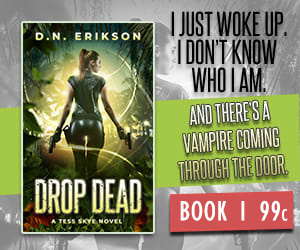 D.N. ERIKSON
DROP DEAD
A TESS SKYE NOVEL
I JUST WOKE UP.
I DON'T KNOW
WHO I AM.
AND THERE'S A
VAMPIRE COMING
THROUGH THE DOOR.
BOOK 1 99c